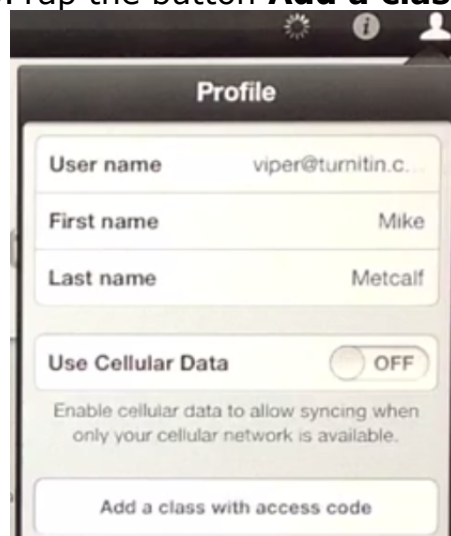 Tap the button Add a Clas
Profile
User name viper@turnitin.c...
First name Mike
Last name Metcalf
Use Cellular Data OFF
Enable cellular data to allow syncing when
only your cellular network is available.
Add a class with access code